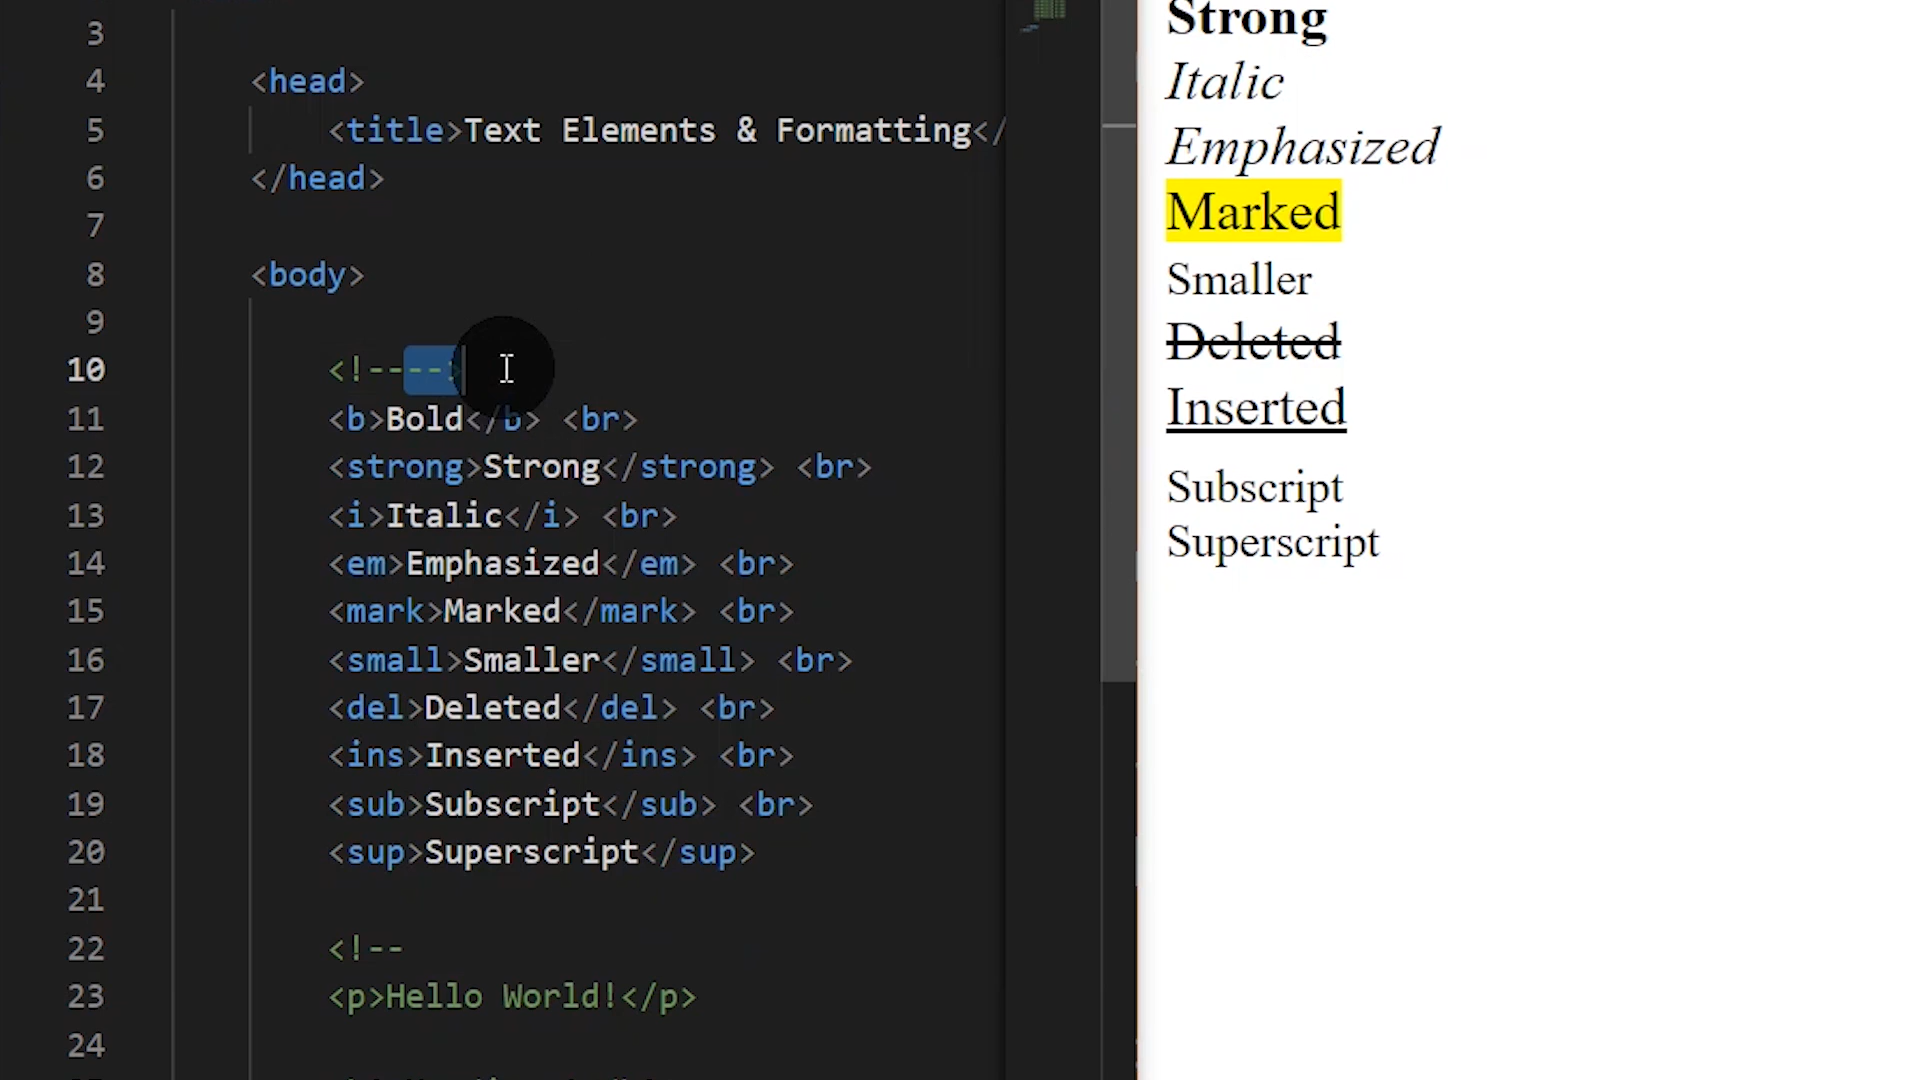 3
4 <head>
5 <title>Text Elements & Formatting</
6 </head>
7
8 <body>
9
10 <!---->
11 <b>Bold</b> <br>
12 <strong>Strong</strong> <br>
13 <i>Italic</i> <br>
14 <em>Emphasized</em> <br>
15 <mark>Marked</mark> <br>
16 <small>Smaller</small> <br>
17 <del>Deleted</del> <br>
18 <ins>Inserted</ins> <br>
19 <sub>Subscript</sub> <br>
20 <sup>Superscript</sup>
21
22 <!--
23 <p>Hello World!</p>
24
Strong
Italic
Emphasized
Marked
Smaller
Deleted
Inserted
Subscript
Superscript